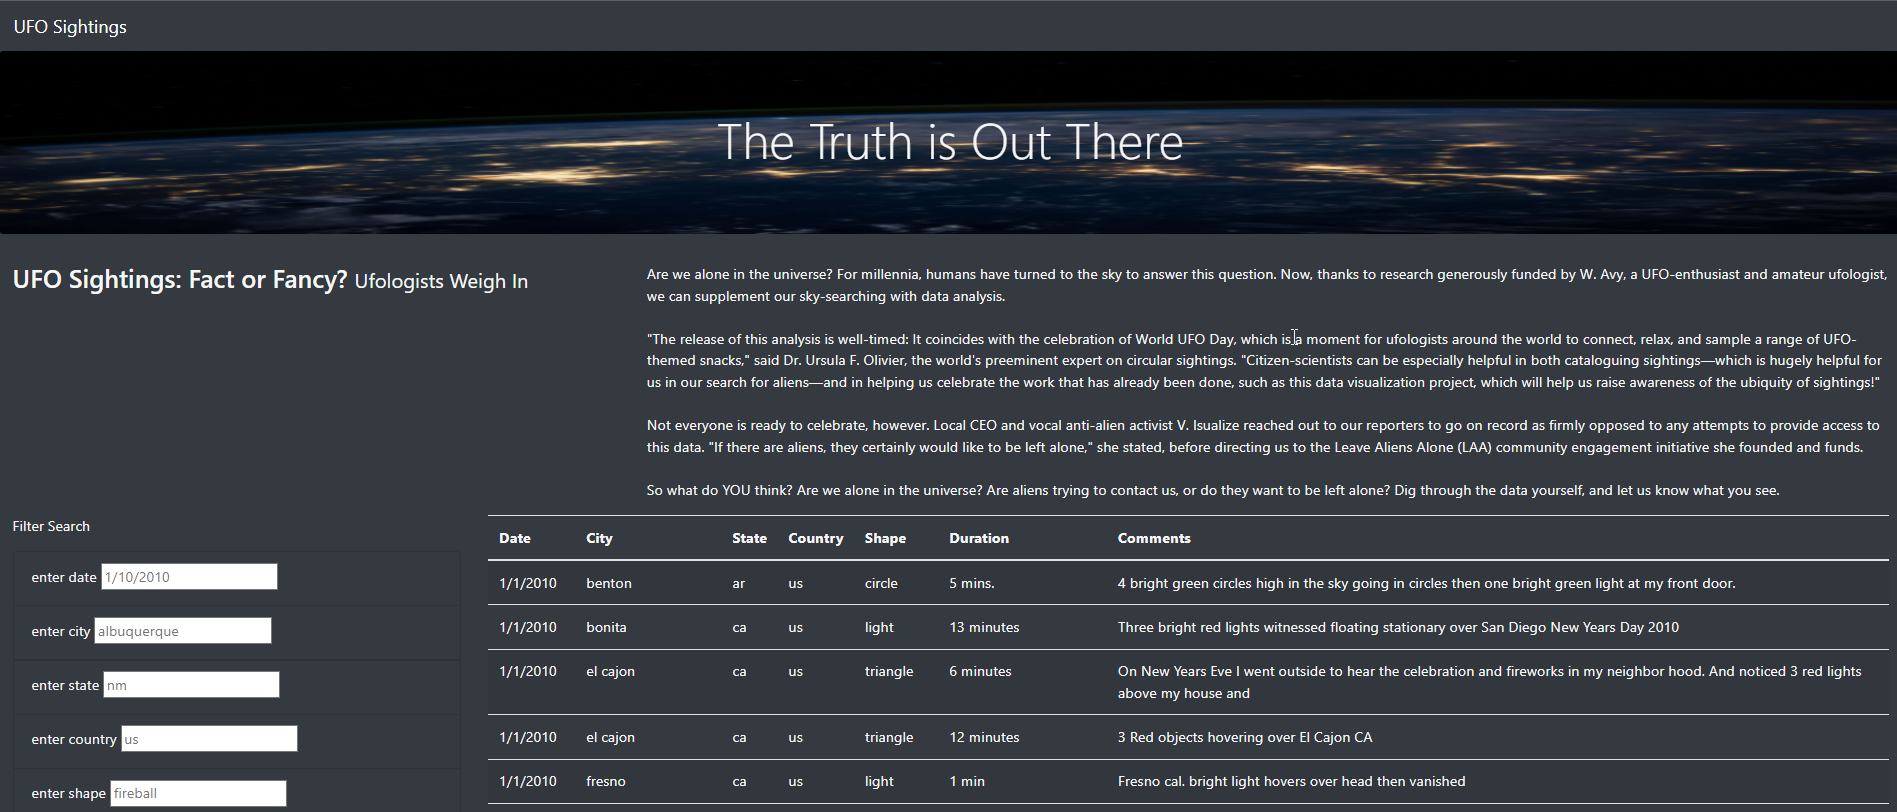 UFO Sightings
The Truth is Out There
UFO Sightings: Fact or Fancy? Ufologists Weigh In
Are we alone in the universe? For millennia, humans have turned to the sky to answer this question. Now, thanks to research generously funded by W. Avy, a UFO-enthusiast and amateur ufologist,
we can supplement our sky-searching with data analysis.
"The release of this analysis is well-timed: It coincides with the celebration of World UFO Day, which is a moment for ufologists around the world to connect, relax, and sample a range of UFO-
themed snacks," said Dr. Ursula F. Olivier, the world's preeminent expert on circular sightings. "Citizen-scientists can be especially helpful in both cataloguing sightings—which is hugely helpful for
us in our search for aliens—and in helping us celebrate the work that has already been done, such as this data visualization project, which will help us raise awareness of the ubiquity of sightings!"
Not everyone is ready to celebrate, however. Local CEO and vocal anti-alien activist V. Isualize reached out to our reporters to go on record as firmly opposed to any attempts to provide access to
this data. "If there are aliens, they certainly would like to be left alone," she stated, before directing us to the Leave Aliens Alone (LAA) community engagement initiative she founded and funds.
So what do YOU think? Are we alone in the universe? Are aliens trying to contact us, or do they want to be left alone? Dig through the data yourself, and let us know what you see.
Filter Search
enter date 1/10/2010
enter city albuquerque
enter state nm
enter country us
enter shape fireball
Date City State Country Shape Duration Comments
1/1/2010 benton ar us circle 5 mins. 4 bright green circles high in the sky going in circles then one bright green light at my front door.
1/1/2010 bonita ca us light 13 minutes Three bright red lights witnessed floating stationary over San Diego New Years Day 2010
1/1/2010 el cajon ca us triangle 6 minutes On New Years Eve I went outside to hear the celebration and fireworks in my neighbor hood. And noticed 3 red lights
above my house and
1/1/2010 el cajon ca us triangle 12 minutes 3 Red objects hovering over El Cajon CA
1/1/2010 fresno ca us light 1 min Fresno cal. bright light hovers over head then vanished